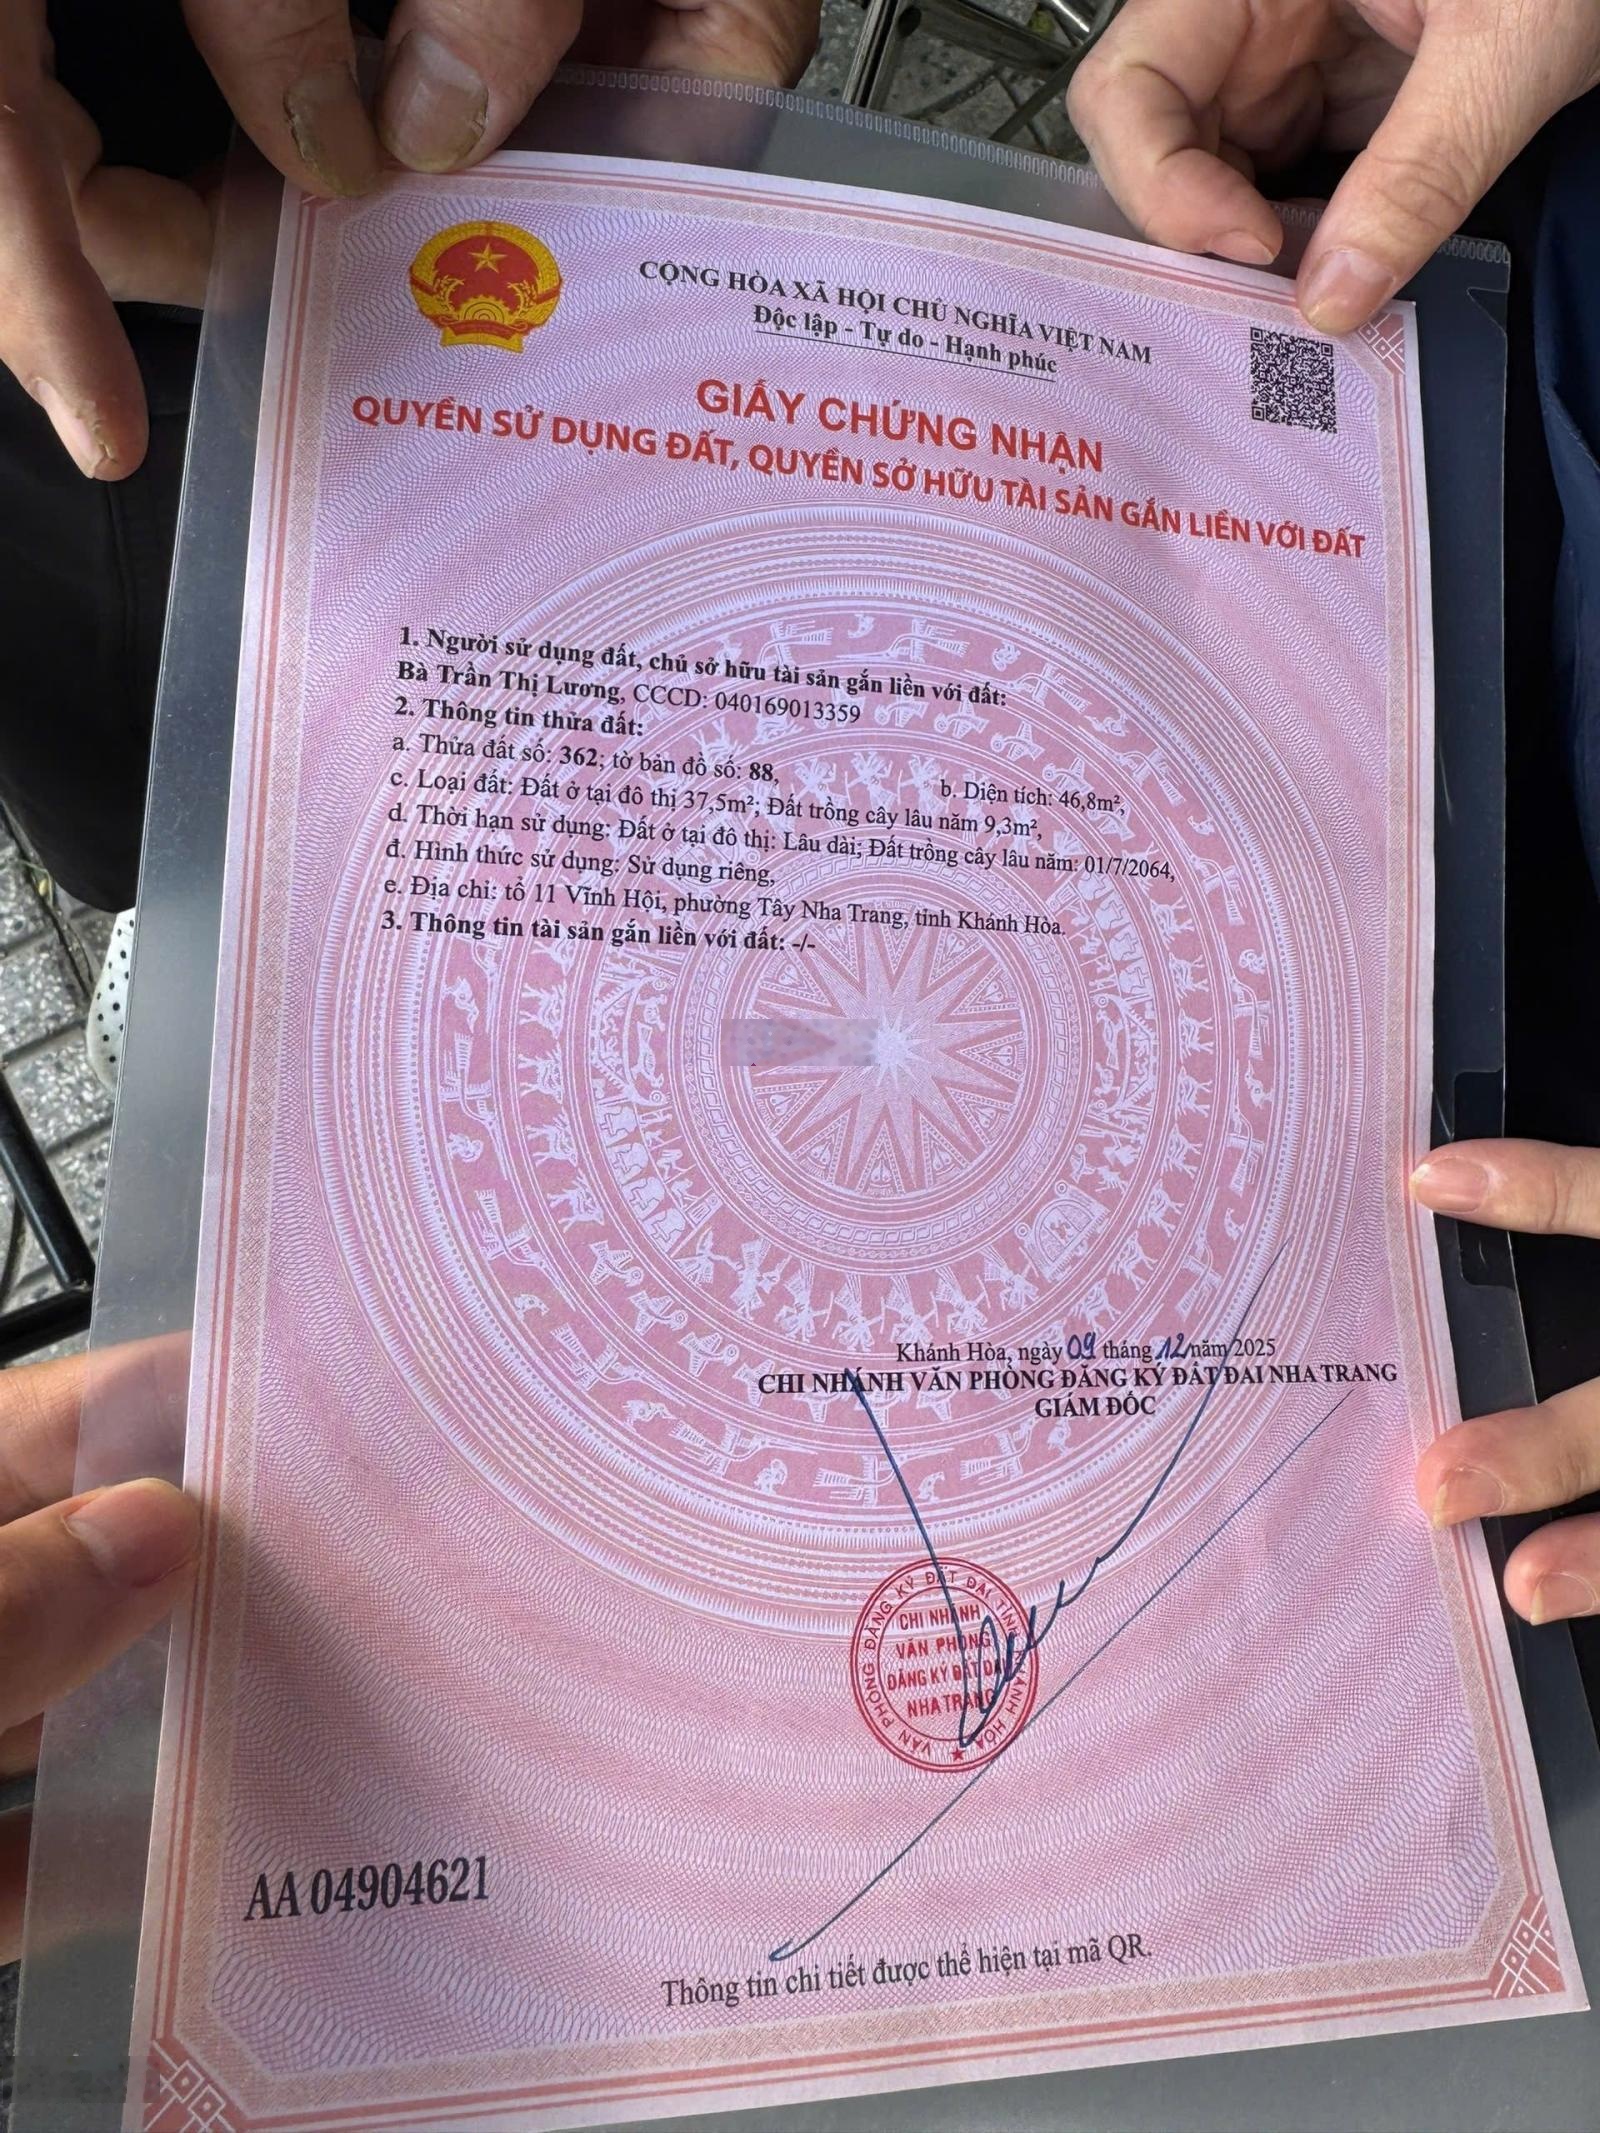 CỘNG HÒA XÃ HỘI CHỦ NGHĨA VIỆT NAM
Độc lập - Tự do - Hạnh phúc
GIẤY CHỨNG NHẬN
QUYỀN SỬ DỤNG ĐẤT, QUYỀN SỞ HỮU TÀI SẢN GẮN LIỀN VỚI ĐẤT
1. Người sử dụng đất, chủ sở hữu tài sản gắn liền với đất:
Bà Trần Thị Lương, CCCD: 040169013359
2. Thông tin thửa đất:
a. Thửa đất số: 362; tờ bản đồ số: 88, b. Diện tích: 46,8m²,
c. Loại đất: Đất ở tại đô thị 37,5m²; Đất trồng cây lâu năm 9,3m²,
d. Thời hạn sử dụng: Đất ở tại đô thị: Lâu dài; Đất trồng cây lâu năm: 01/7/2064,
đ. Hình thức sử dụng: Sử dụng riêng,
e. Địa chỉ: tổ 11 Vĩnh Hội, phường Tây Nha Trang, tỉnh Khánh Hòa.
3. Thông tin tài sản gắn liền với đất: -/-
Khánh Hòa, ngày 09 tháng 12 năm 2025
CHI NHÁNH VĂN PHÒNG ĐĂNG KÝ ĐẤT ĐAI NHA TRANG
GIÁM ĐỐC
VĂN PHÒNG ĐĂNG KÝ ĐẤT ĐAI TỈNH KHÁNH HÒA
CHI NHÁNH
VĂN PHÒNG
ĐĂNG KÝ ĐẤT ĐAI
NHA TRANG
AA 04904621
Thông tin chi tiết được thể hiện tại mã QR.